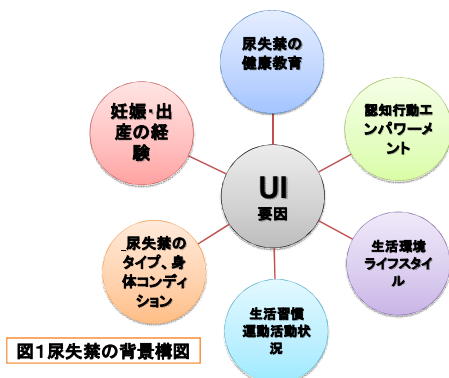 尿失禁の
健康教育
認知行動エ
ンパワーメ
ント
妊娠・出
産の経
験
UI
要因
生活環境
ライフスタイ
ル
尿失禁の
タイプ、身
体コンディ
ション
生活習慣
運動活動状
況
図1尿失禁の背景構図